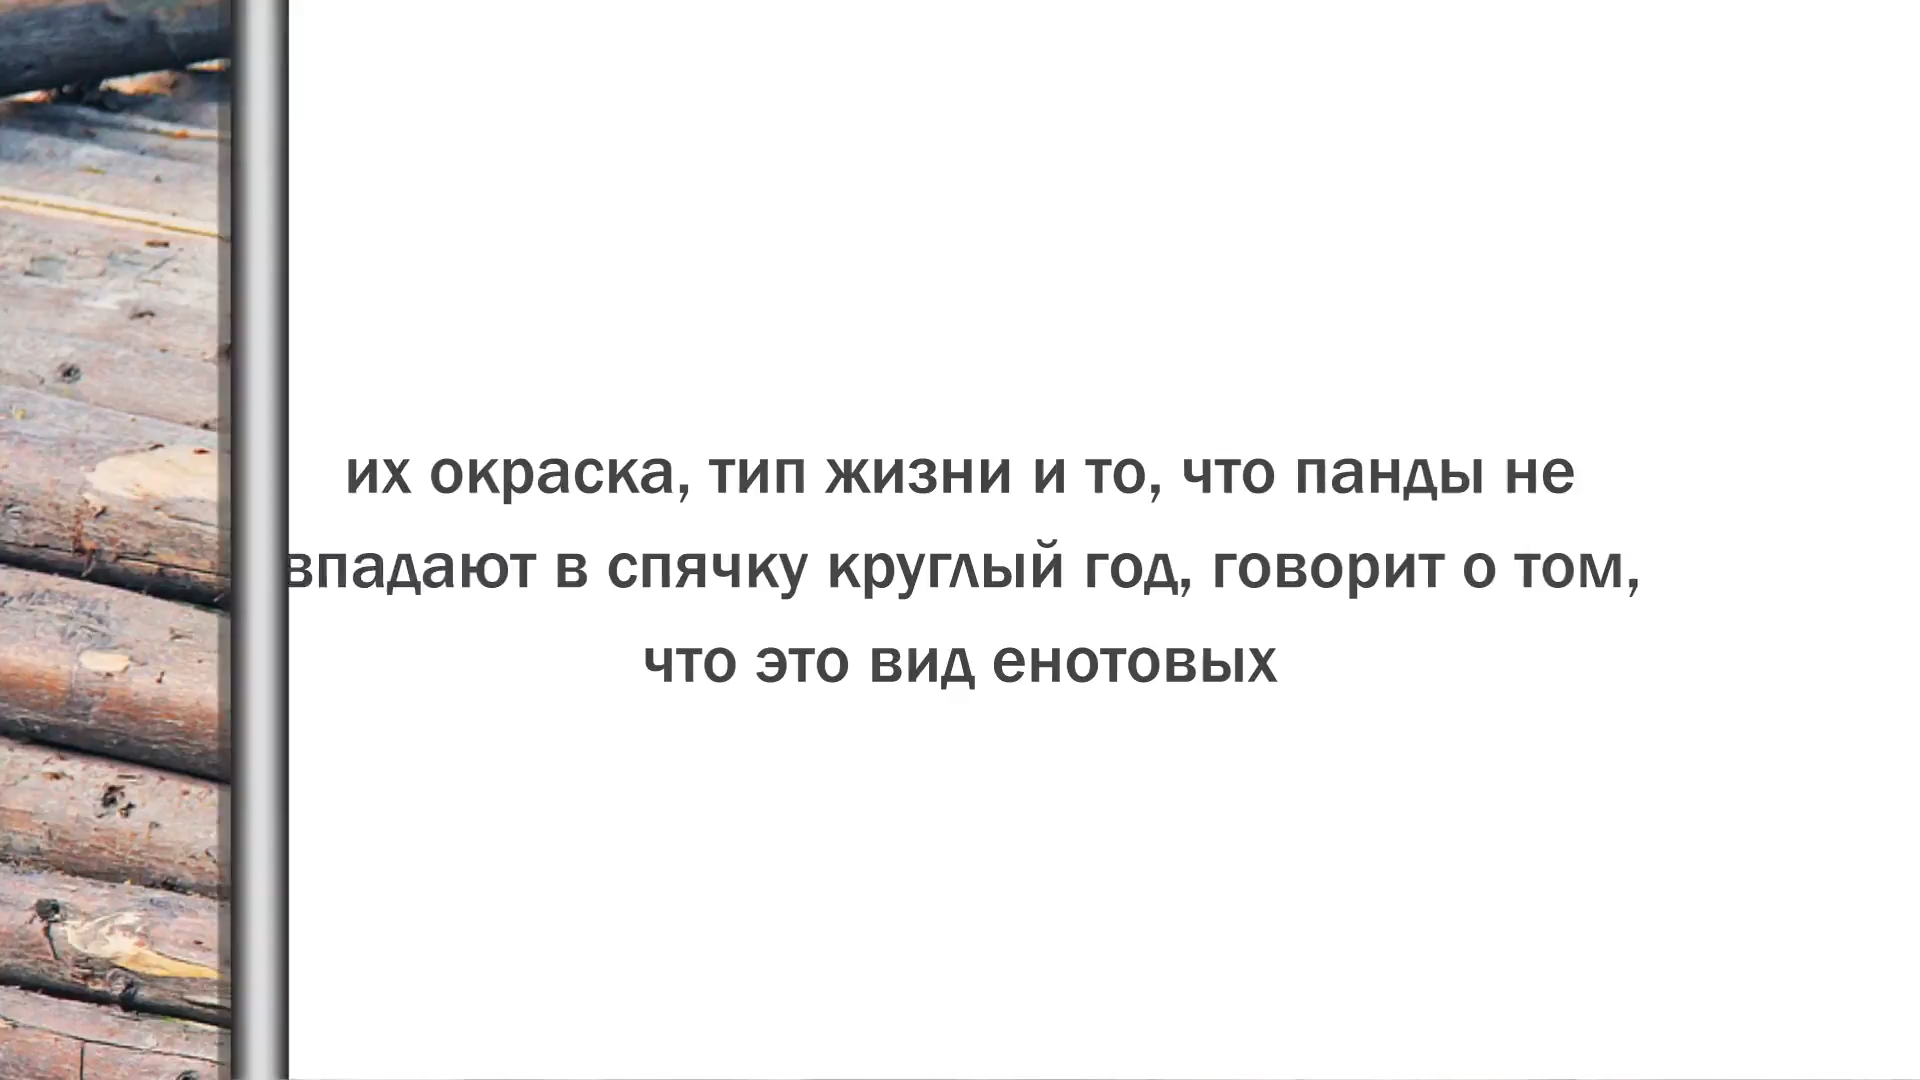 их окраска, тип жизни и то, что панды не
впадают в спячку круглый год, говорит о том,
что это вид енотовых